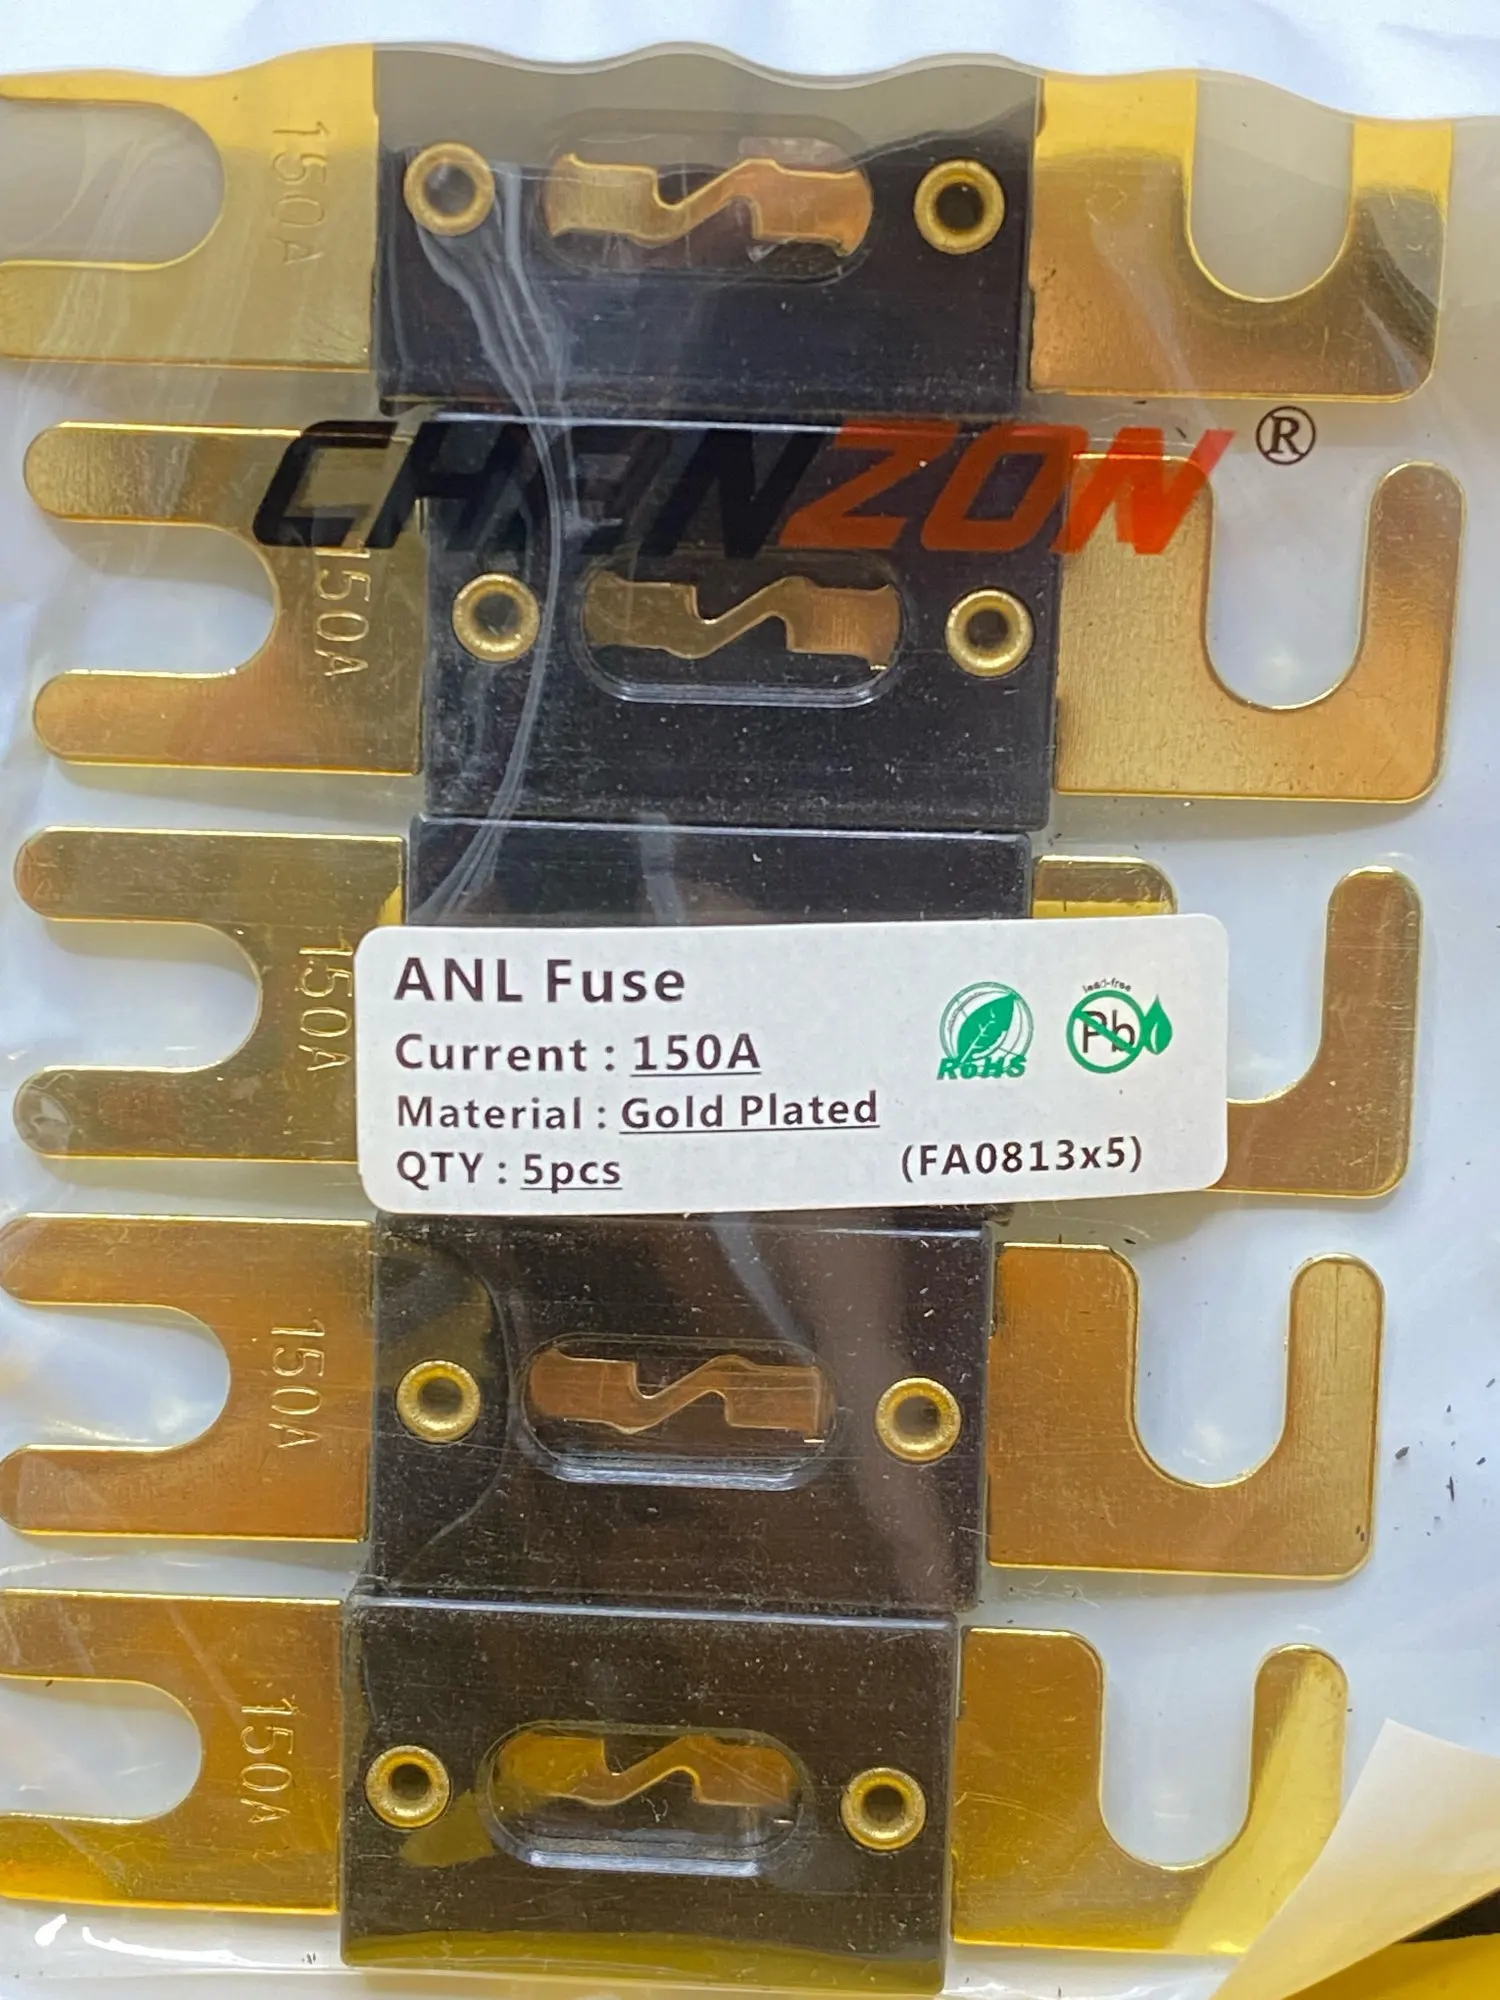 150A
CHENZON®
150A
150A
ANL Fuse
Current : 150A
Material : Gold Plated
QTY : 5pcs
(FA0813x5)
RoHS
lead-free
Pb
150A
150A